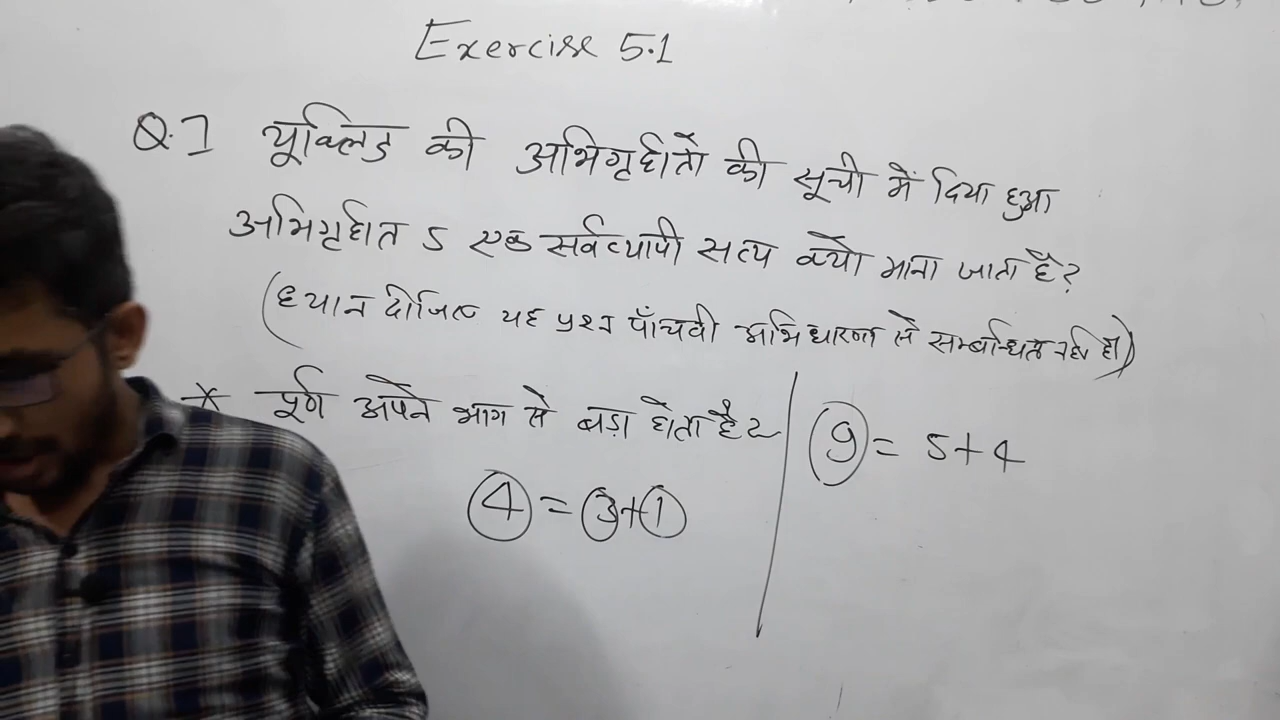 Exercise 5.1
Q.7 यूक्लिड की अभिगृहीतों की सूची में दिया हुआ
अभिगृहीत 5 एक सर्वव्यापी सत्य क्यों माना जाता है?
(ध्यान दीजिए यह प्रश्न पाँचवी अभिधारणा से सम्बन्धित नहीं है)
* पूर्ण अपने भाग से बड़ा होता है
9 = 5+4
4 = 3+1